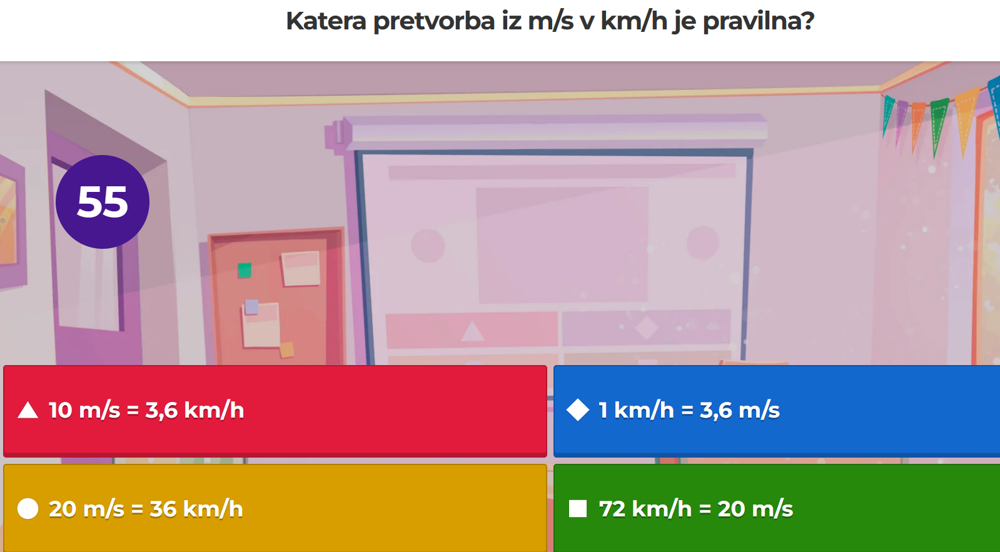 Katera pretvorba iz m/s v km/h je pravilna?
55
10 m/s = 3,6 km/h
1 km/h = 3,6 m/s
20 m/s = 36 km/h
72 km/h = 20 m/s